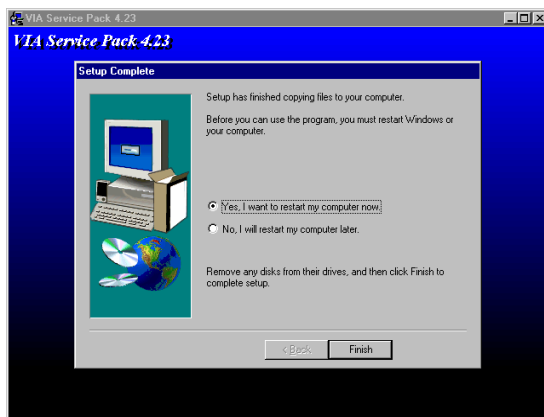 VIA Service Pack 4.23
VIA Service Pack 4.23
Setup Complete
Setup has finished copying files to your computer.
Before you can use the program, you must restart Windows or
your computer.
Yes, I want to restart my computer now.
No, I will restart my computer later.
Remove any disks from their drives, and then click Finish to
complete setup.
< Back
Finish